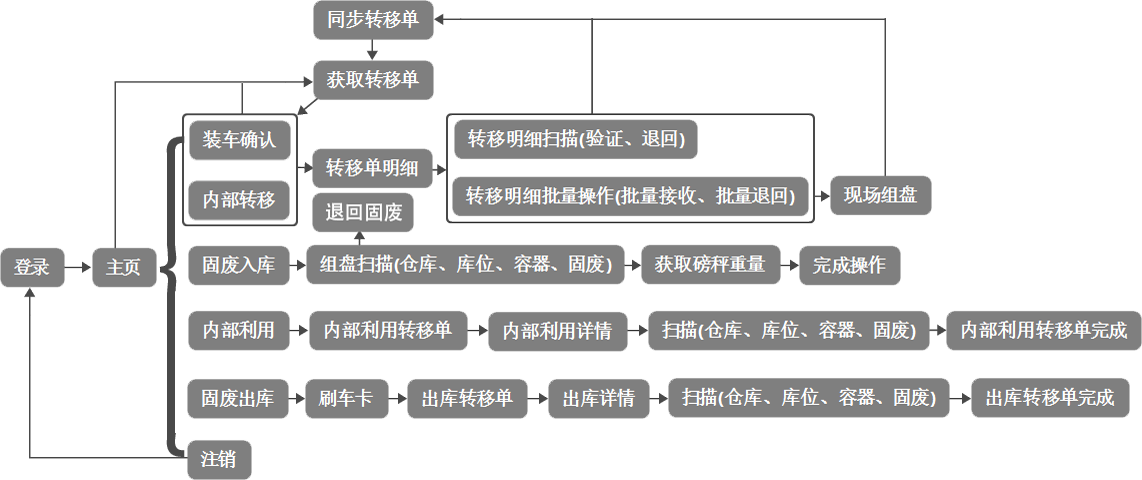 同步转移单
获取转移单
装车确认
转移明细扫描(验证、退回)
转移单明细
内部转移
转移明细批量操作(批量接收、批量退回)
现场组盘
退回固废
登录
主页
固废入库
组盘扫描(仓库、库位、容器、固废)
获取磅秤重量
完成操作
内部利用
内部利用转移单
内部利用详情
扫描(仓库、库位、容器、固废)
内部利用转移单完成
固废出库
刷车卡
出库转移单
出库详情
扫描(仓库、库位、容器、固废)
出库转移单完成
注销